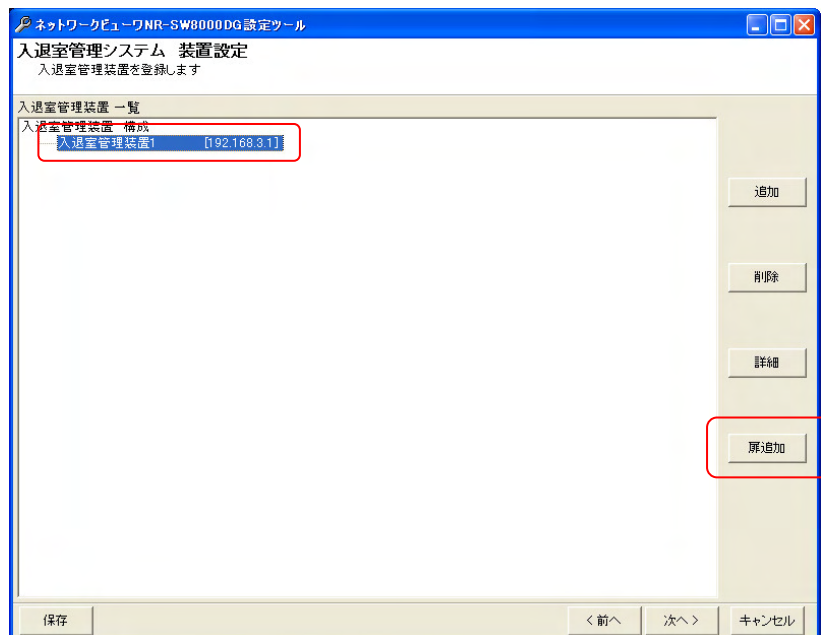 ネットワークビューワNR-SW8000DG設定ツール
入退室管理システム 装置設定
入退室管理装置を登録します
入退室管理装置 一覧
入退室管理装置 構成
入退室管理装置1 [192.168.3.1]
追加
削除
詳細
扉追加
保存
<前へ
次へ>
キャンセル